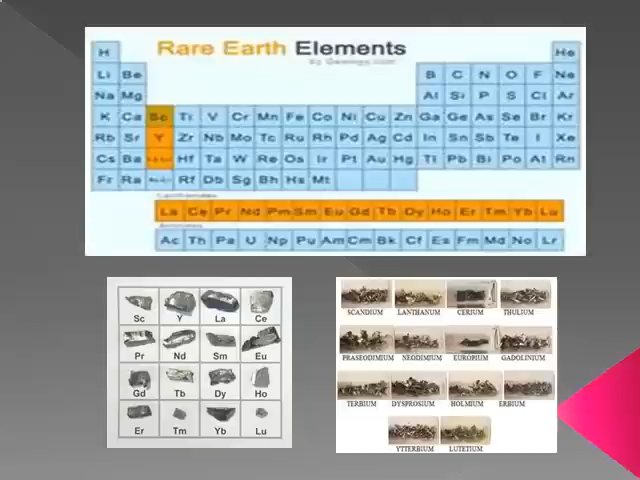 Rare Earth Elements
by Geology.com
H He
Li Be B C N O F Ne
Na Mg Al Si P S Cl Ar
K Ca Sc Ti V Cr Mn Fe Co Ni Cu Zn Ga Ge As Se Br Kr
Rb Sr Y Zr Nb Mo Tc Ru Rh Pd Ag Cd In Sn Sb Te I Xe
Cs Ba Hf Ta W Re Os Ir Pt Au Hg Tl Pb Bi Po At Rn
Fr Ra Rf Db Sg Bh Hs Mt
Lanthanides
La Ce Pr Nd Pm Sm Eu Gd Tb Dy Ho Er Tm Yb Lu
Actinides
Ac Th Pa U Np Pu Am Cm Bk Cf Es Fm Md No Lr
Sc Y La Ce
Pr Nd Sm Eu
Gd Tb Dy Ho
Er Tm Yb Lu
SCANDIUM LANTHANUM CERIUM THULIUM
PRASEODIMIUM NEODIMIUM EUROPIUM GADOLINIUM
TERBIUM DYSPROSIUM HOLMIUM ERBIUM
YTTERBIUM LUTETIUM